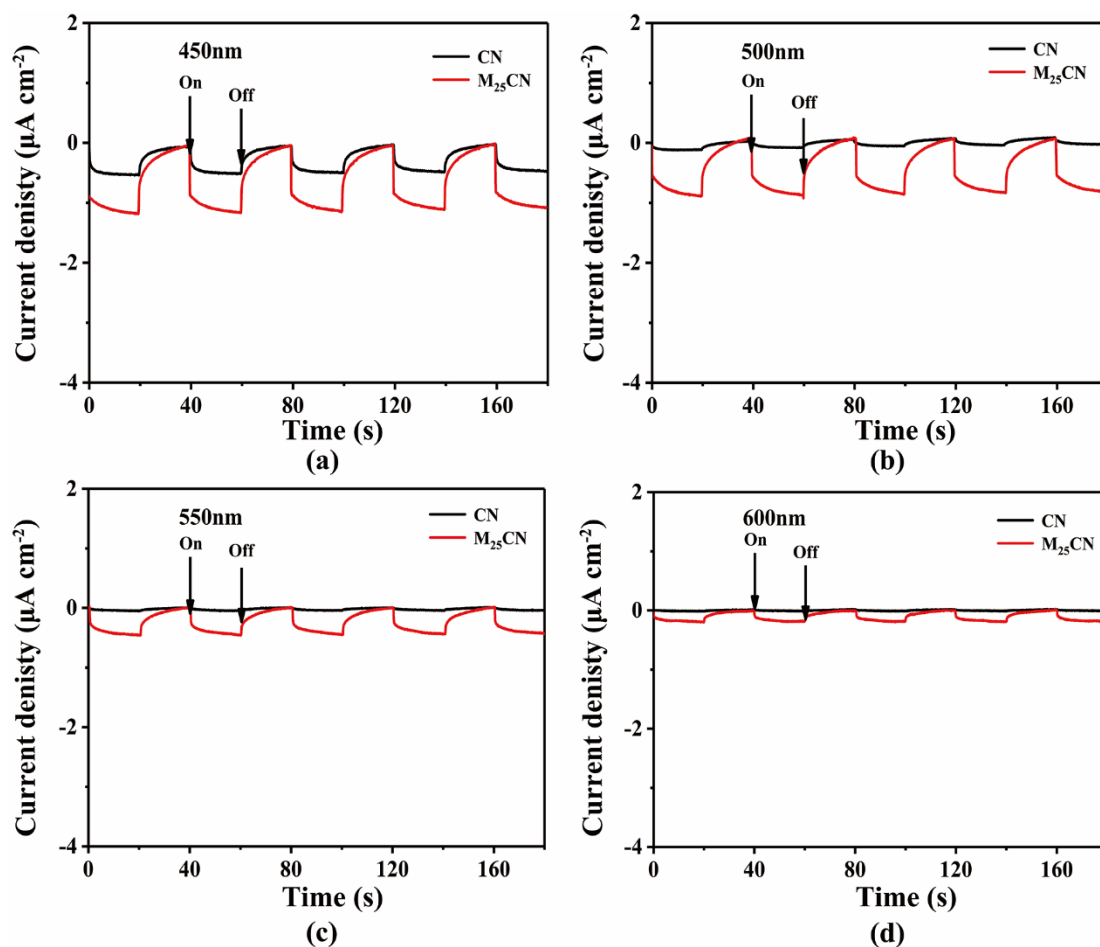 450nm
On
Off
CN
M₂₅CN
Current denisty (µA cm⁻²)
2
0
-2
-4
0 40 80 120 160
Time (s)
(a)
500nm
On
Off
CN
M₂₅CN
Current denisty (µA cm⁻²)
2
0
-2
-4
0 40 80 120 160
Time (s)
(b)
550nm
On
Off
CN
M₂₅CN
Current denisty (µA cm⁻²)
2
0
-2
-4
0 40 80 120 160
Time (s)
(c)
600nm
On
Off
CN
M₂₅CN
Current denisty (µA cm⁻²)
2
0
-2
-4
0 40 80 120 160
Time (s)
(d)